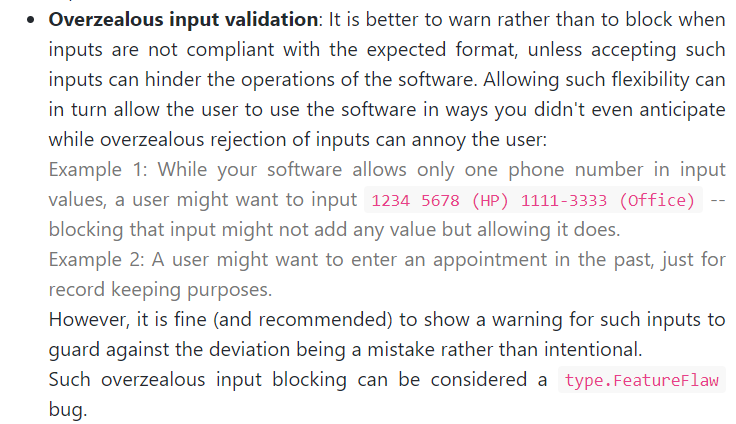 • Overzealous input validation: It is better to warn rather than to block when
inputs are not compliant with the expected format, unless accepting such
inputs can hinder the operations of the software. Allowing such flexibility can
in turn allow the user to use the software in ways you didn't even anticipate
while overzealous rejection of inputs can annoy the user:
Example 1: While your software allows only one phone number in input
values, a user might want to input 1234 5678 (HP) 1111-3333 (Office) --
blocking that input might not add any value but allowing it does.
Example 2: A user might want to enter an appointment in the past, just for
record keeping purposes.
However, it is fine (and recommended) to show a warning for such inputs to
guard against the deviation being a mistake rather than intentional.
Such overzealous input blocking can be considered a type.FeatureFlaw
bug.